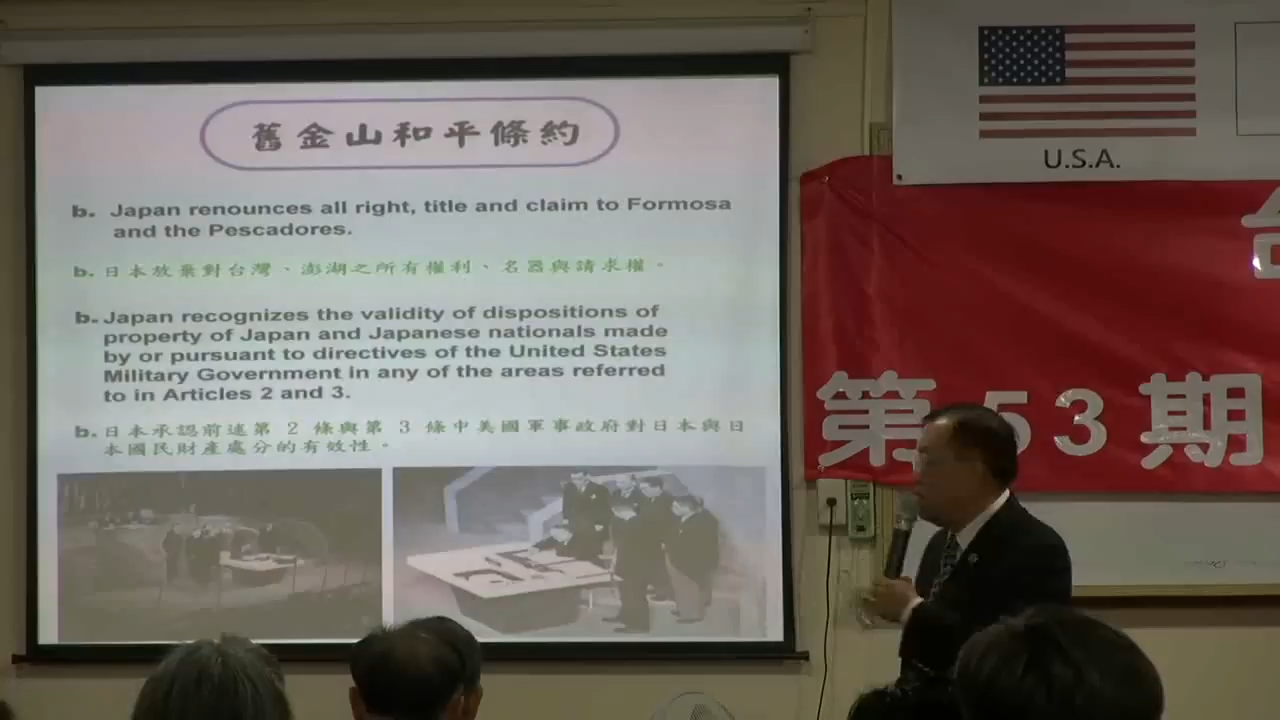 舊金山和平條約
b. Japan renounces all right, title and claim to Formosa
and the Pescadores.
b. 日本放棄對台灣、澎湖之所有權利、名器與請求權。
b. Japan recognizes the validity of dispositions of
property of Japan and Japanese nationals made
by or pursuant to directives of the United States
Military Government in any of the areas referred
to in Articles 2 and 3.
b. 日本承認前述第 2 條與第 3 條中美國軍事政府對日本與日
本國民財產處分的有效性。
U.S.A.
第53期